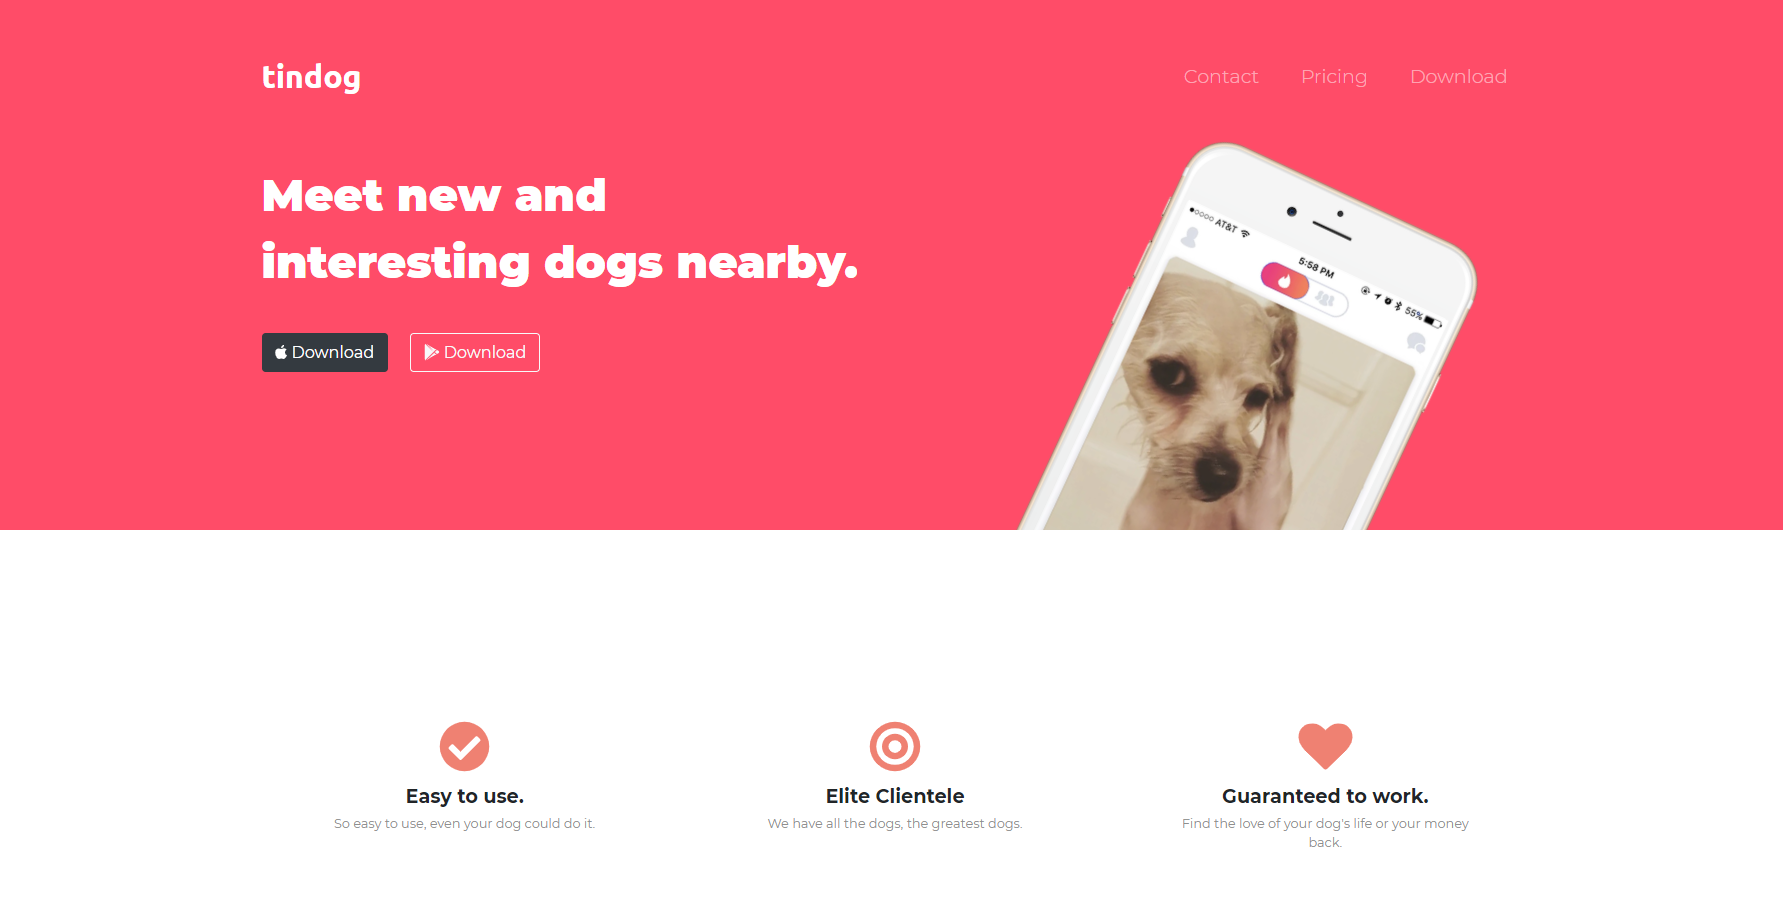 tindog
Contact Pricing Download
Meet new and
interesting dogs nearby.
Download Download
AT&T
5:58 PM
55%
Easy to use.
So easy to use, even your dog could do it.
Elite Clientele
We have all the dogs, the greatest dogs.
Guaranteed to work.
Find the love of your dog's life or your money
back.